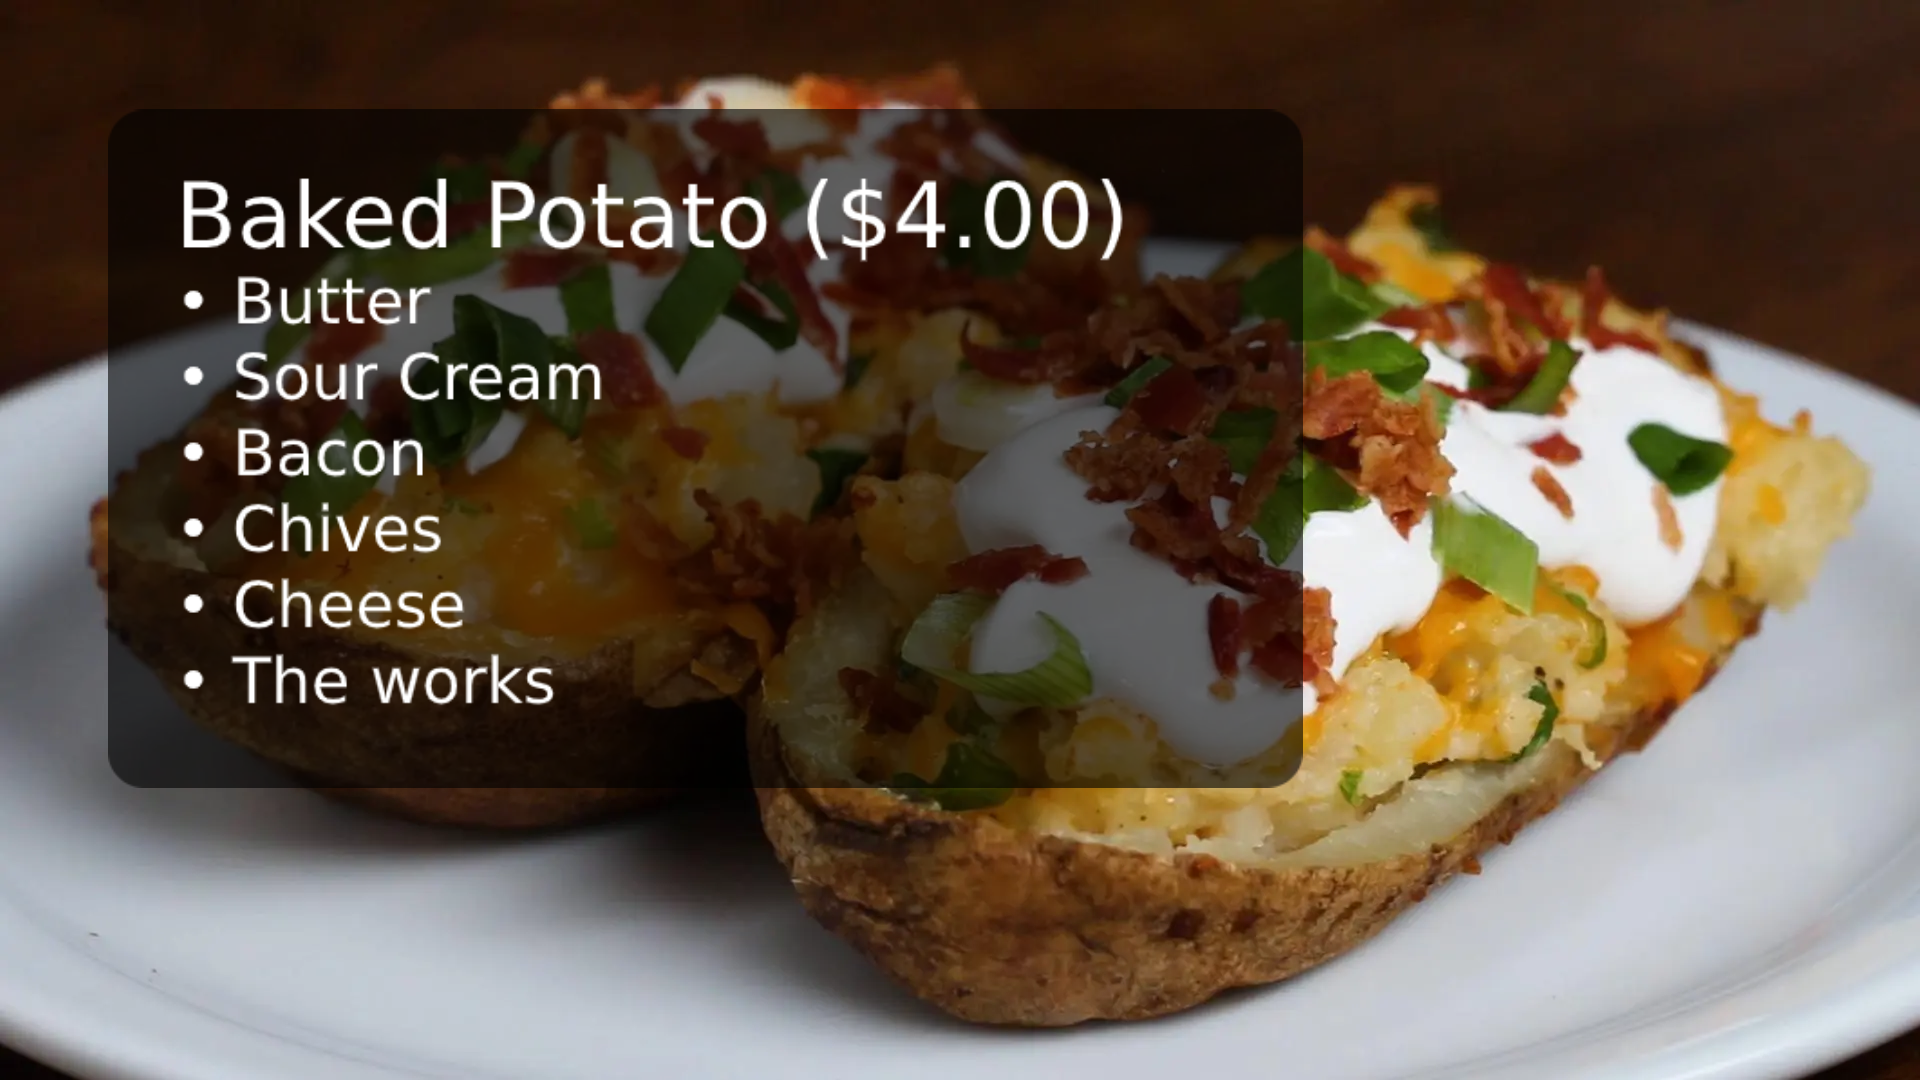 Baked Potato ($4.00)
• Butter
• Sour Cream
• Bacon
• Chives
• Cheese
• The works